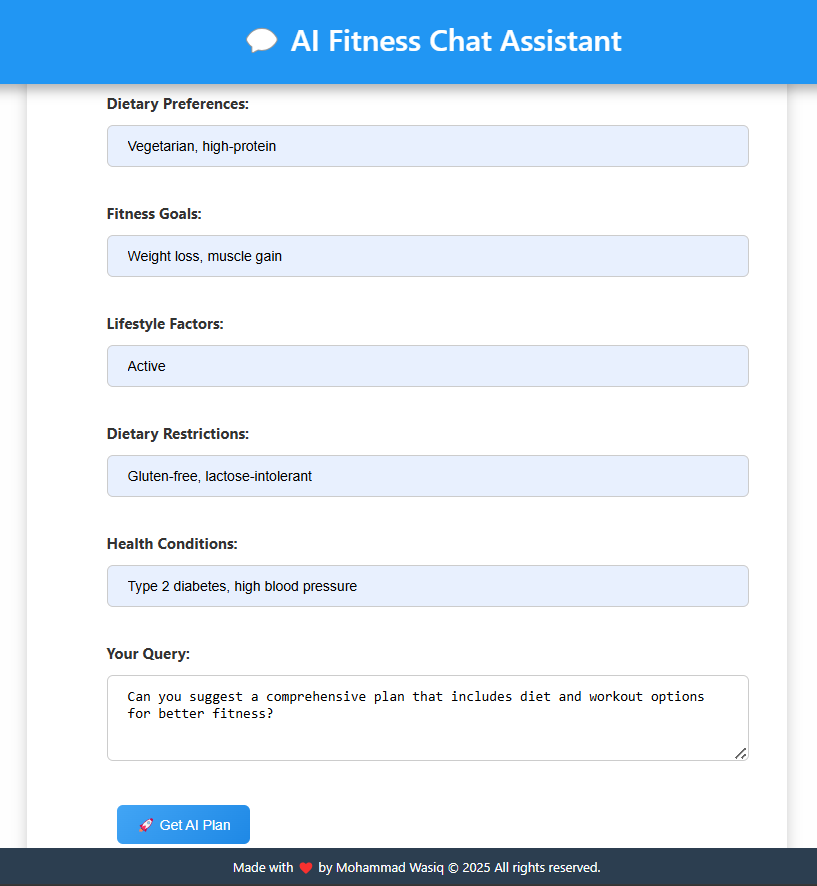 💬 AI Fitness Chat Assistant
Dietary Preferences:
Vegetarian, high-protein
Fitness Goals:
Weight loss, muscle gain
Lifestyle Factors:
Active
Dietary Restrictions:
Gluten-free, lactose-intolerant
Health Conditions:
Type 2 diabetes, high blood pressure
Your Query:
Can you suggest a comprehensive plan that includes diet and workout options
for better fitness?
🚀 Get AI Plan
Made with ❤️ by Mohammad Wasiq © 2025 All rights reserved.